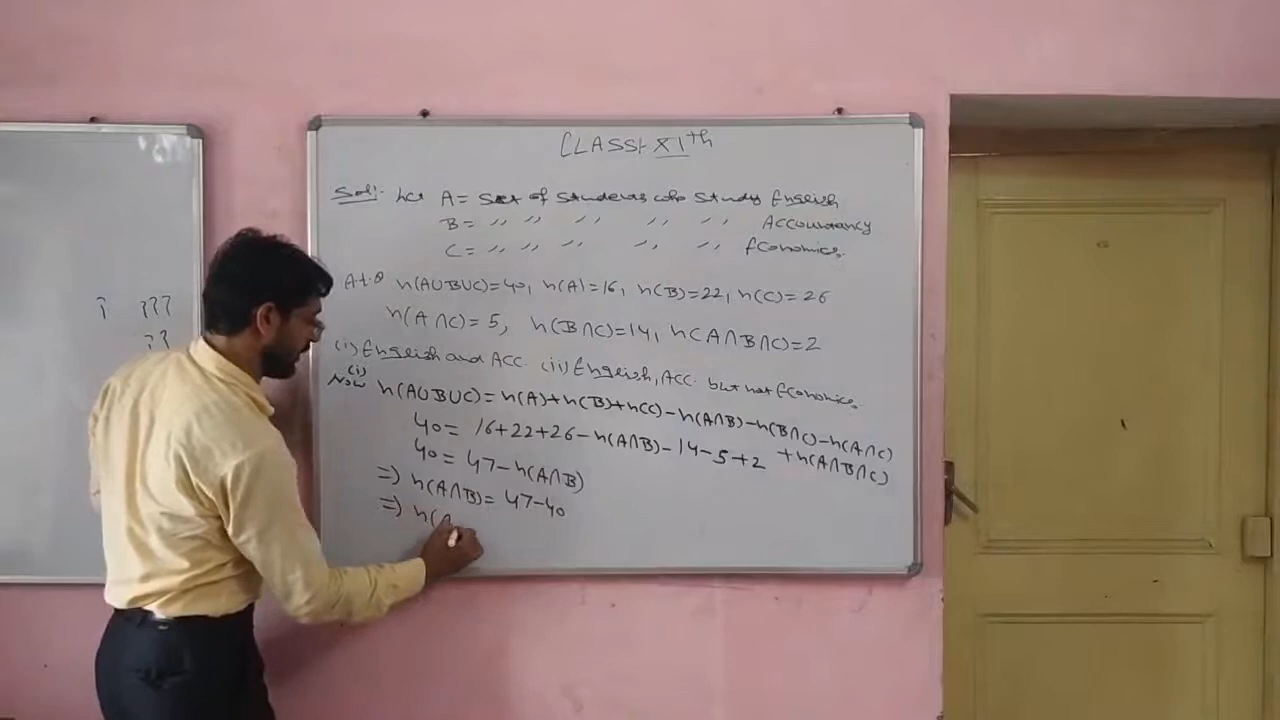 CLASS:- XIth
Sol:- Let A = Set of Students who Study English
B = ,, ,, ,, ,, ,, Accountancy
C = ,, ,, ,, ,, ,, Economics.
A.t.Q n(A∪B∪C)=40, n(A)=16, n(B)=22, n(C)=26
n(A∩C)=5, n(B∩C)=14, n(A∩B∩C)=2
(i) English and ACC. (ii) English, Acc. but not Economics.
Now (i) n(A∪B∪C)=n(A)+n(B)+n(C)-n(A∩B)-n(B∩C)-n(A∩C)
+n(A∩B∩C)
40= 16+22+26-n(A∩B)-14-5+2
40= 47-n(A∩B)
=) n(A∩B)= 47-40
=) n(A